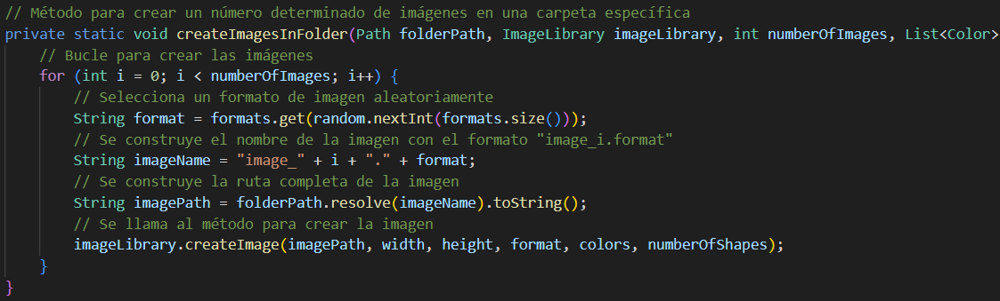 // Método para crear un número determinado de imágenes en una carpeta específica
private static void createImagesInFolder(Path folderPath, ImageLibrary imageLibrary, int numberOfImages, List<Color>
// Bucle para crear las imágenes
for (int i = 0; i < numberOfImages; i++) {
// Selecciona un formato de imagen aleatoriamente
String format = formats.get(random.nextInt(formats.size()));
// Se construye el nombre de la imagen con el formato "image_i.format"
String imageName = "image_" + i + "." + format;
// Se construye la ruta completa de la imagen
String imagePath = folderPath.resolve(imageName).toString();
// Se llama al método para crear la imagen
imageLibrary.createImage(imagePath, width, height, format, colors, numberOfShapes);
}
}